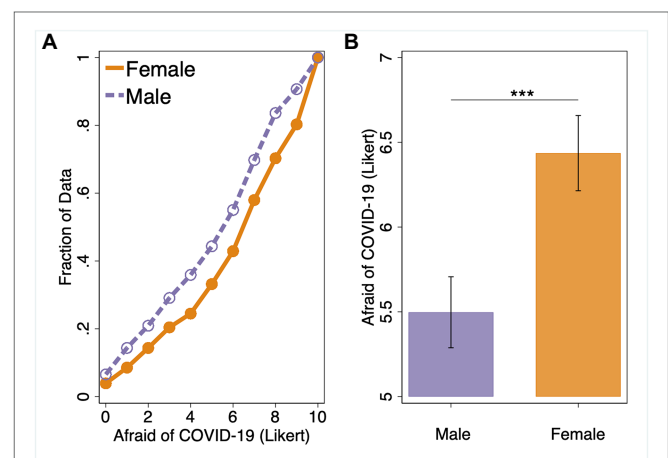 A
Female
Male
1
.8
.6
.4
.2
0
Fraction of Data
0 2 4 6 8 10
Afraid of COVID-19 (Likert)
B
***
7
6.5
6
5.5
5
Afraid of COVID-19 (Likert)
Male Female